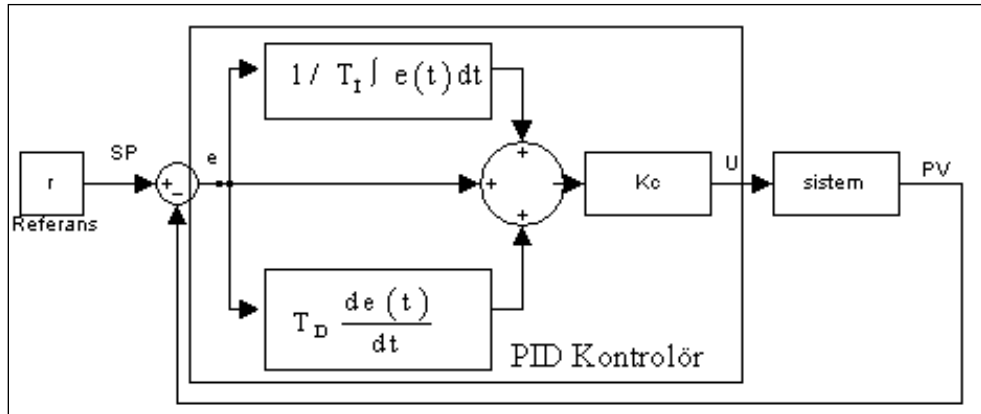 1 / T_I ∫ e(t)dt
SP
e
+
+
+
+
−
r
Kc
U
sistem
PV
Referans
T_D de(t)/dt
PID Kontrolör